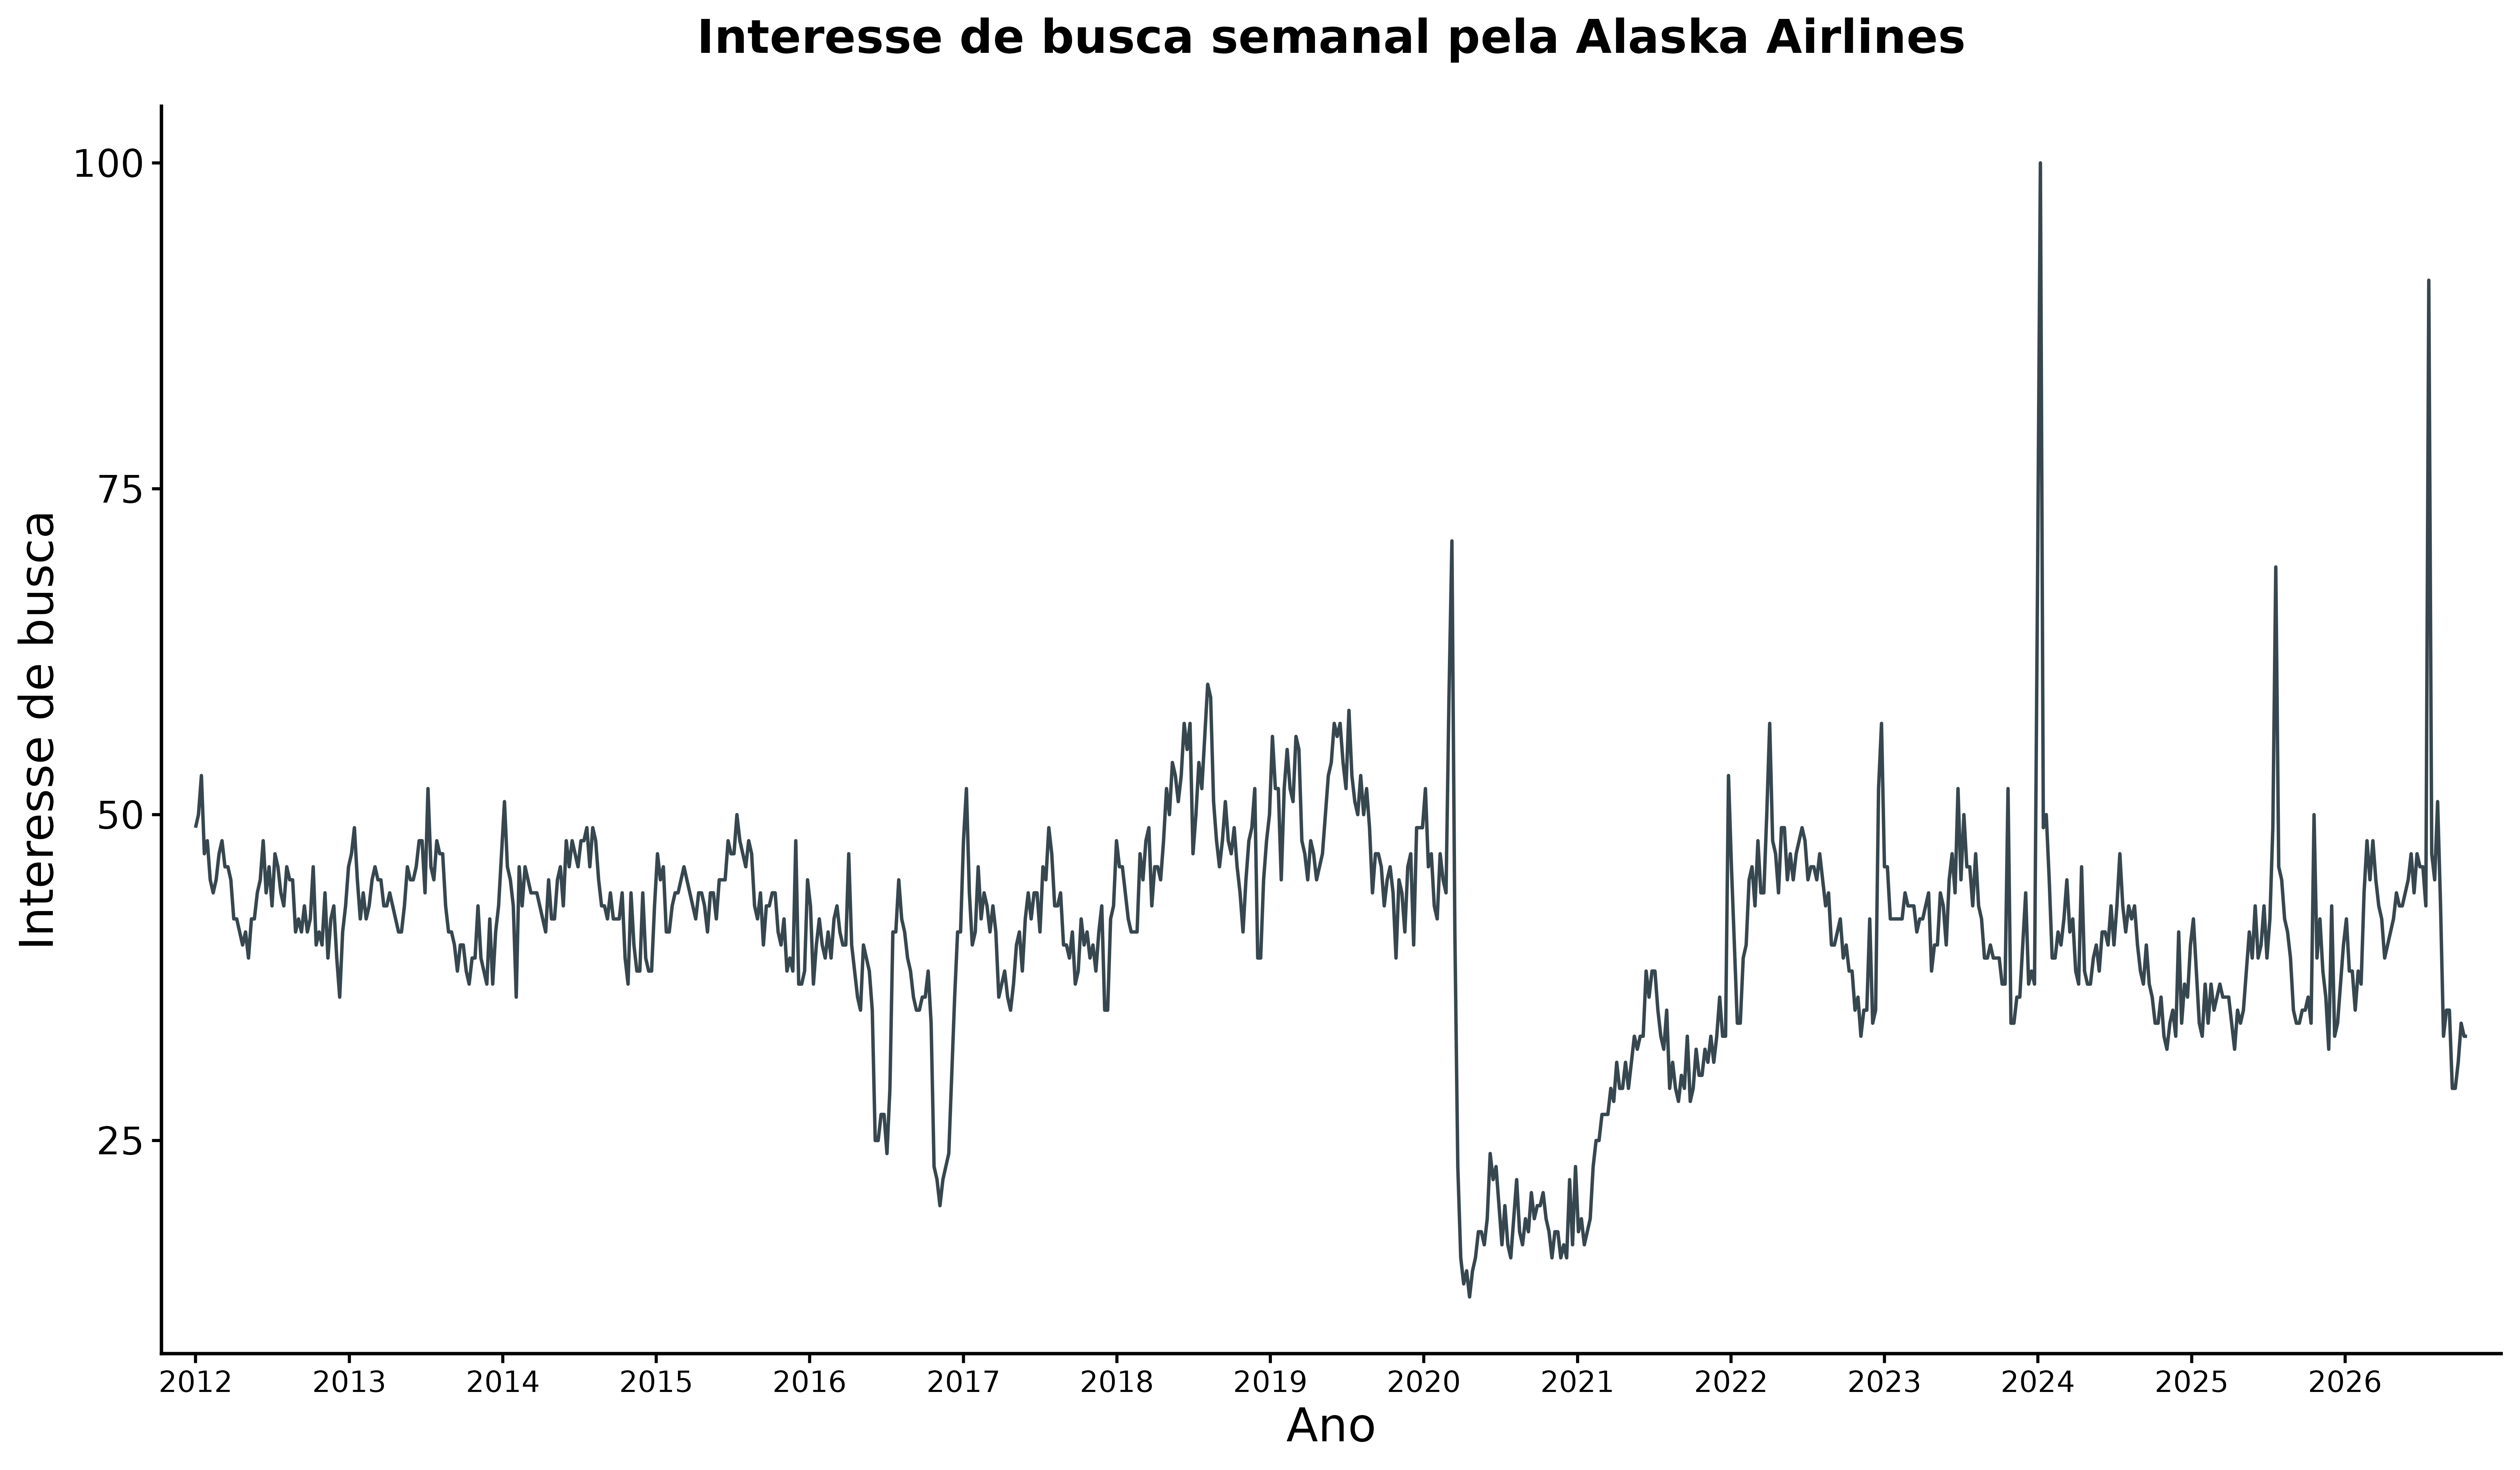 Interesse de busca semanal pela Alaska Airlines
Interesse de busca
100
75
50
25
2012 2013 2014 2015 2016 2017 2018 2019 2020 2021 2022 2023 2024 2025 2026
Ano